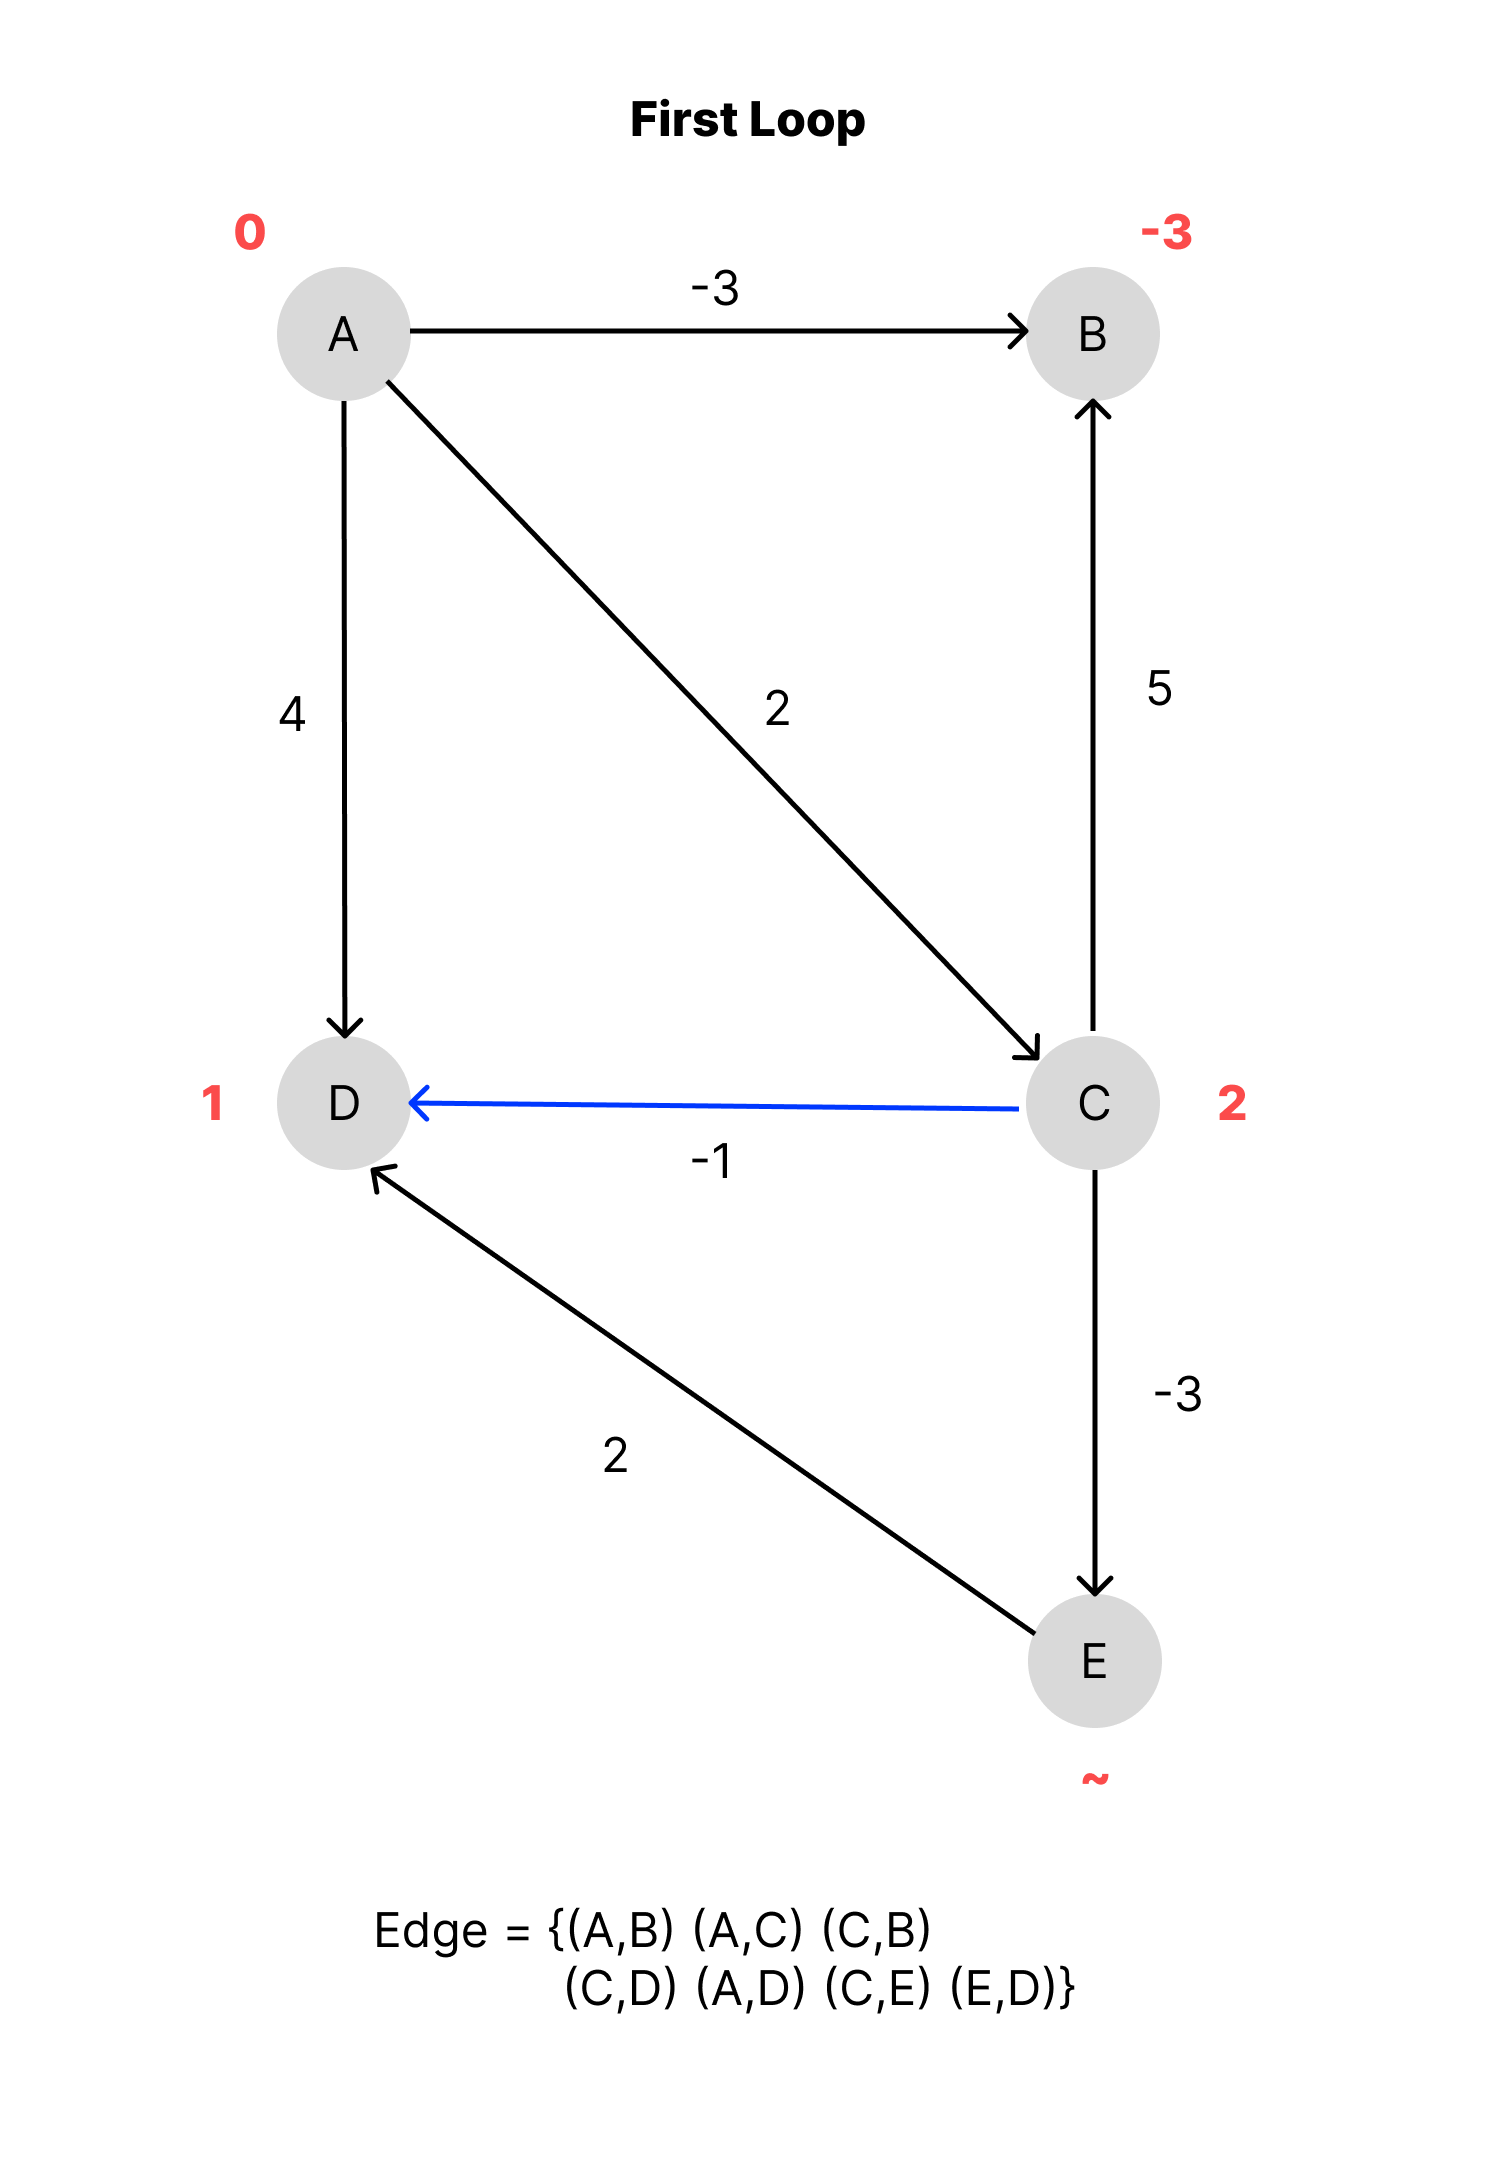 First Loop
0
-3
-3
A
B
4
2
5
1
D
C
2
-1
-3
2
E
~
Edge = {(A,B) (A,C) (C,B)
(C,D) (A,D) (C,E) (E,D)}